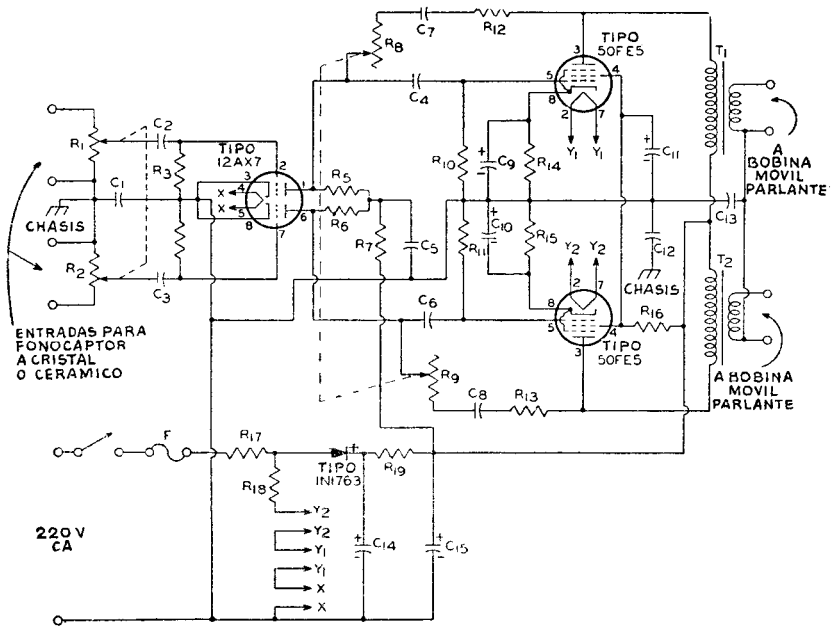 C7
R12
R8
TIPO
50FE5
3
5
4
8
2
7
Y1
Y1
C4
T1
A
BOBINA
MOVIL
PARLANTE
R1
C2
R3
TIPO
12AX7
2
3
4
5
8
7
1
6
X
X
R5
R6
C1
CHASIS
R10
C9
R14
C11
C13
R7
C5
C10
R15
R11
C12
CHASIS
Y2
Y2
R2
C3
T2
C6
2
7
8
5
4
3
R16
TIPO
50FE5
ENTRADAS PARA
FONOCAPTOR
A CRISTAL
O CERAMICO
R9
C8
R13
A BOBINA
MOVIL
PARLANTE
F
R17
TIPO
1N1763
R19
R18
220V
CA
Y2
Y2
Y1
Y1
X
X
C14
C15